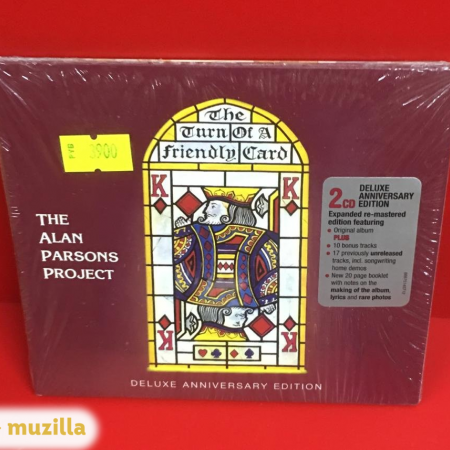 The
Turn Of A
Friendly Card
РУБ 3900
K K
THE
ALAN
PARSONS
PROJECT
2CD DELUXE
ANNIVERSARY
EDITION
Expanded re-mastered
edition featuring
• Original album
PLUS
• 10 bonus tracks
• 17 previously unreleased
tracks, incl. songwriting
home demos
• New 20 page booklet
with notes on the
making of the album,
lyrics and rare photos
K K
DELUXE ANNIVERSARY EDITION
muzilla